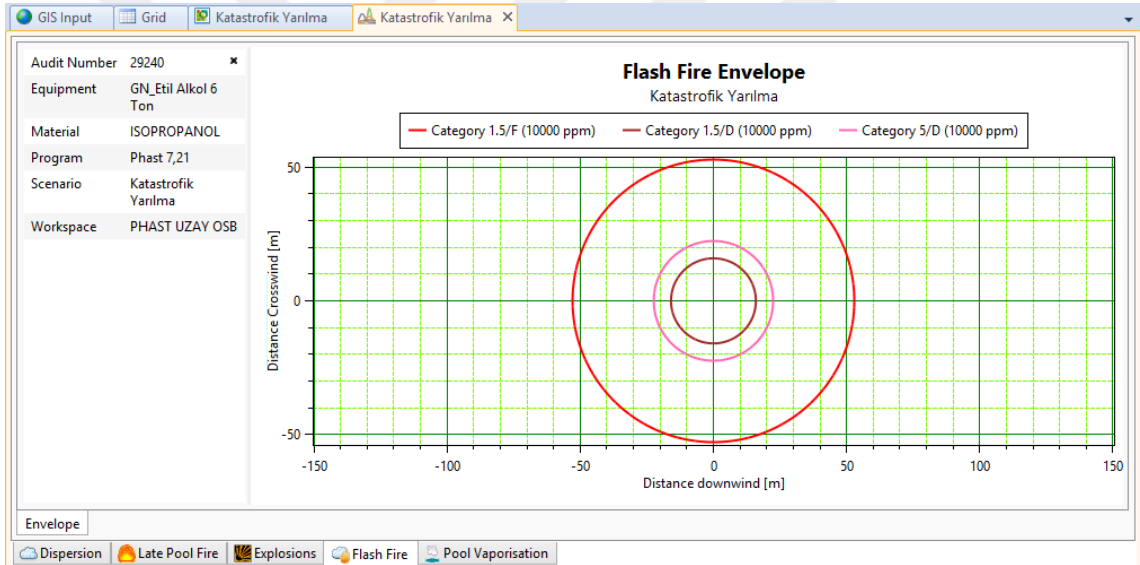 GIS Input Grid Katastrofik Yarılma Katastrofik Yarılma
Audit Number 29240
Equipment GN_Etil Alkol 6
Ton
Material ISOPROPANOL
Program Phast 7,21
Scenario Katastrofik
Yarılma
Workspace PHAST UZAY OSB
Flash Fire Envelope
Katastrofik Yarılma
Category 1.5/F (10000 ppm) Category 1.5/D (10000 ppm) Category 5/D (10000 ppm)
Distance Crosswind [m]
50
0
-50
-150 -100 -50 0 50 100 150
Distance downwind [m]
Envelope
Dispersion Late Pool Fire Explosions Flash Fire Pool Vaporisation